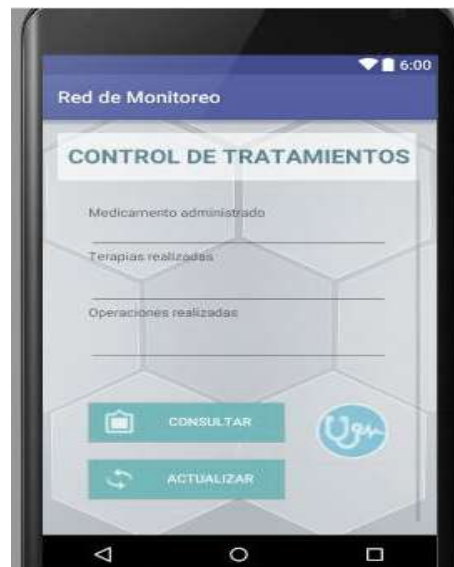 6:00
Red de Monitoreo
CONTROL DE TRATAMIENTOS
Medicamento administrado
Terapias realizadas
Operaciones realizadas
CONSULTAR
ACTUALIZAR